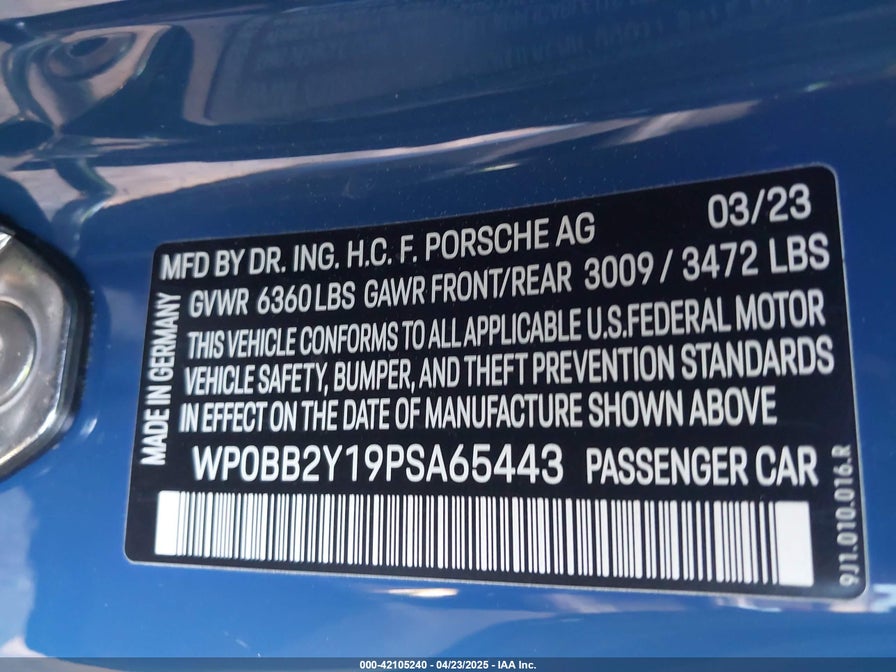 MFD BY DR. ING. H.C. F. PORSCHE AG 03/23
GVWR 6360 LBS GAWR FRONT/REAR 3009 / 3472 LBS
THIS VEHICLE CONFORMS TO ALL APPLICABLE U.S.FEDERAL MOTOR
VEHICLE SAFETY, BUMPER, AND THEFT PREVENTION STANDARDS
IN EFFECT ON THE DATE OF MANUFACTURE SHOWN ABOVE
WP0BB2Y19PSA65443 PASSENGER CAR
MADE IN GERMANY
9J1.010.016.R
000-42105240 - 04/23/2025 - IAA Inc.